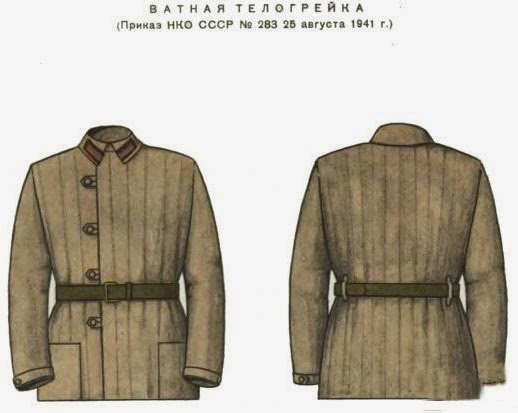 ВАТНАЯ ТЕЛОГРЕЙКА
(Приказ НКО СССР № 283 25 августа 1941 г.)